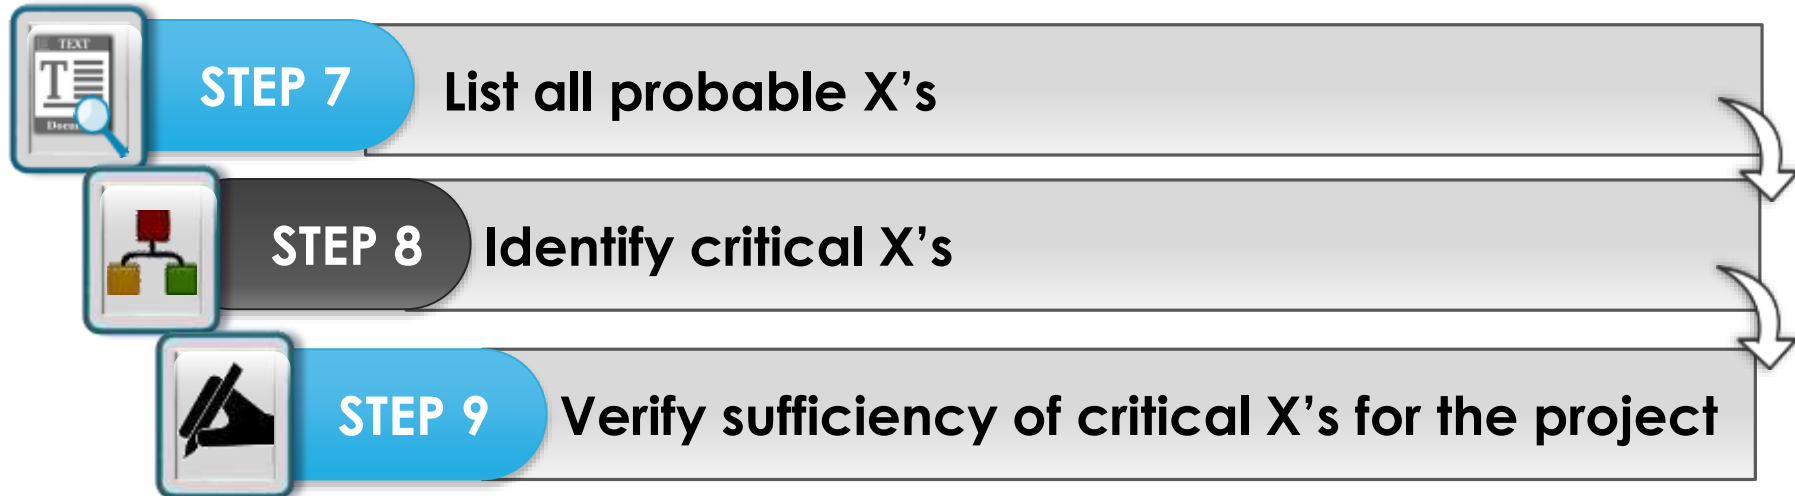 TEXT
T
STEP 7
List all probable X’s
STEP 8
Identify critical X’s
STEP 9
Verify sufficiency of critical X’s for the project